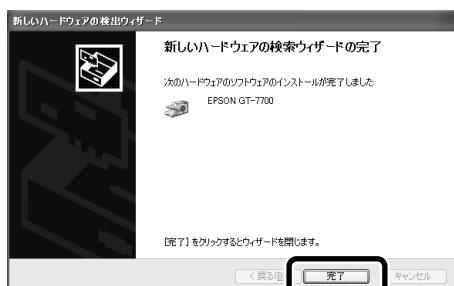 新しいハードウェアの検出ウィザード
新しいハードウェアの検索ウィザードの完了
次のハードウェアのソフトウェアのインストールが完了しました:
EPSON GT-7700
[完了] をクリックするとウィザードを閉じます。
< 戻る(B)
完了
キャンセル